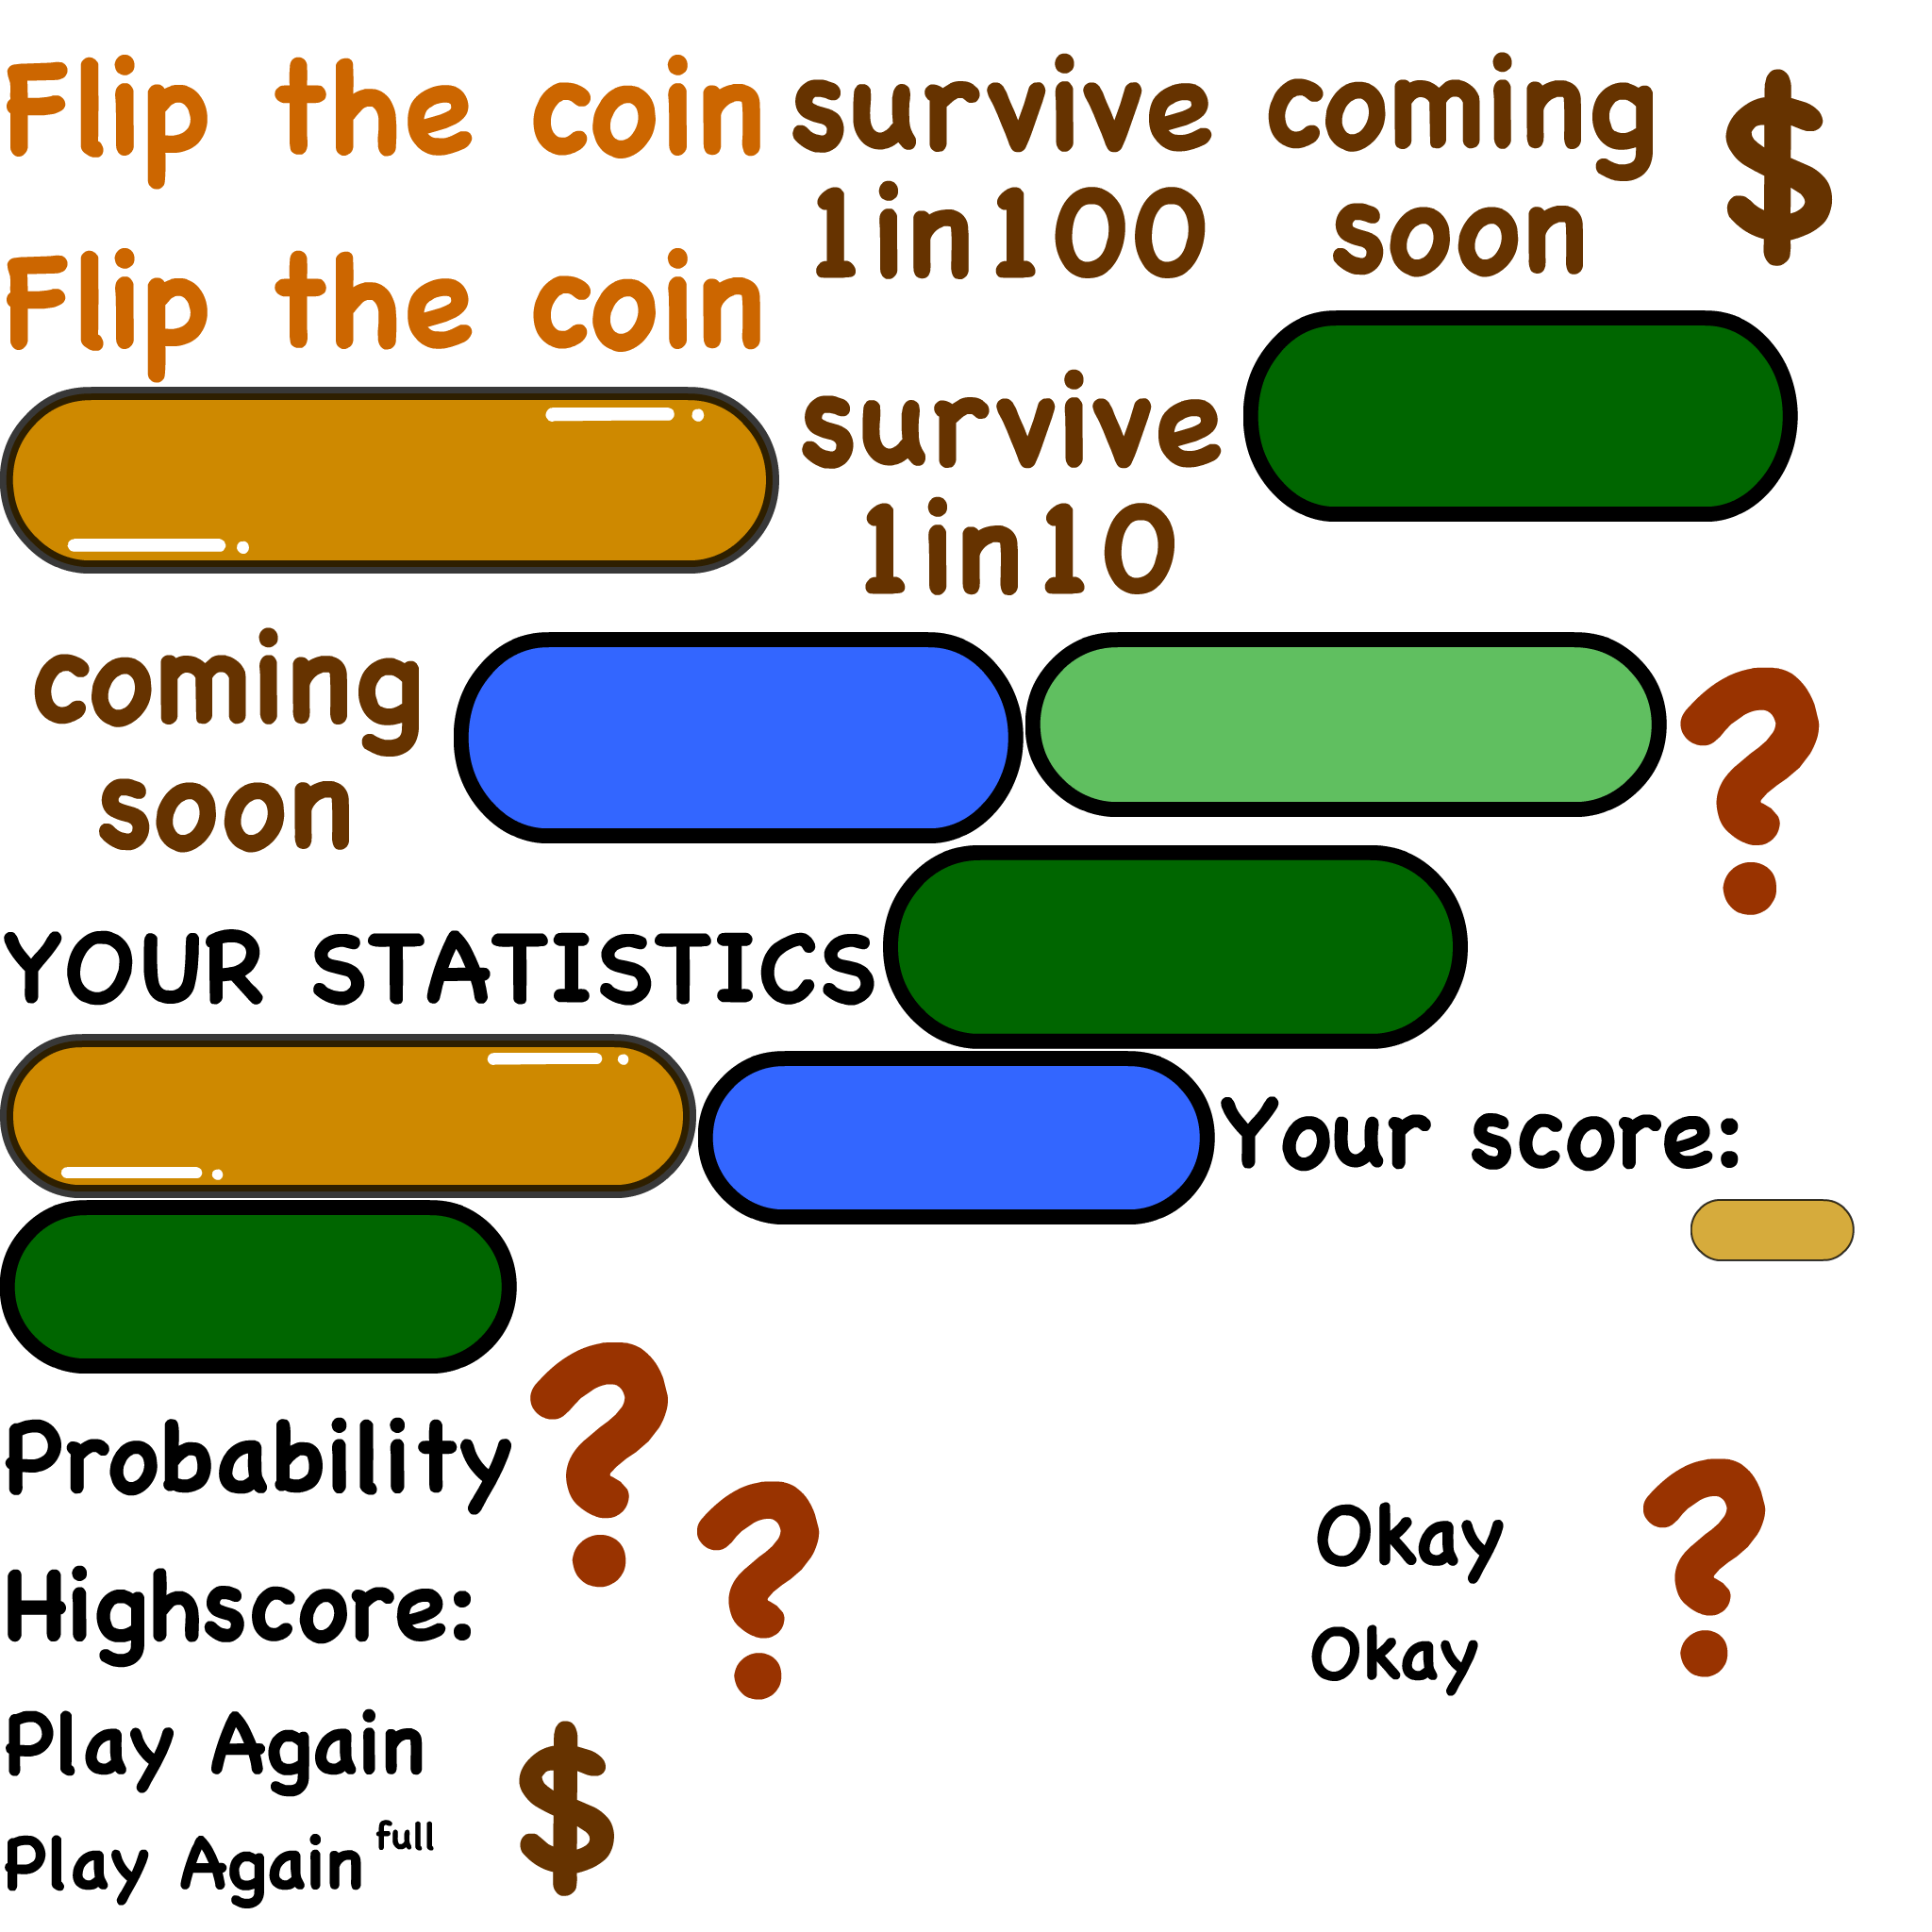 Flip the coin
survive
1in100
coming
soon
$
Flip the coin
survive
1in10
coming
soon
?
YOUR STATISTICS
Your score:
?
Probability
?
Okay
?
Highscore:
Okay
Play Again
$
Play Again full